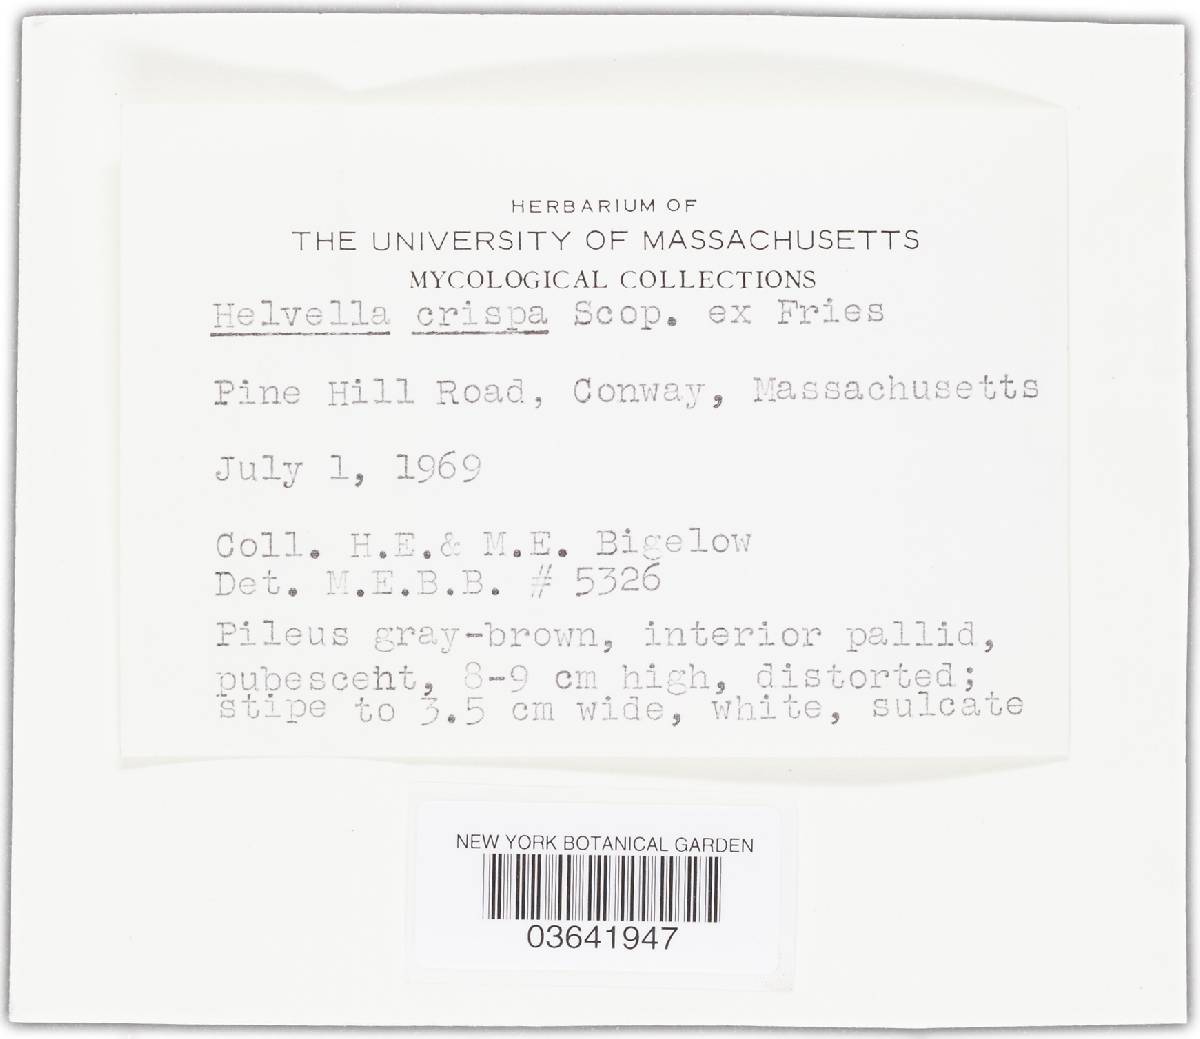 HERBARIUM OF
THE UNIVERSITY OF MASSACHUSETTS
MYCOLOGICAL COLLECTIONS
Helvella crispa Scop. ex Fries
Pine Hill Road, Conway, Massachusetts
July 1, 1969
Coll. H.E.& M.E. Bigelow
Det. M.E.B.B. # 5326
Pileus gray-brown, interior pallid,
pubescent, 8-9 cm high, distorted;
stipe to 3.5 cm wide, white, sulcate
NEW YORK BOTANICAL GARDEN
03641947